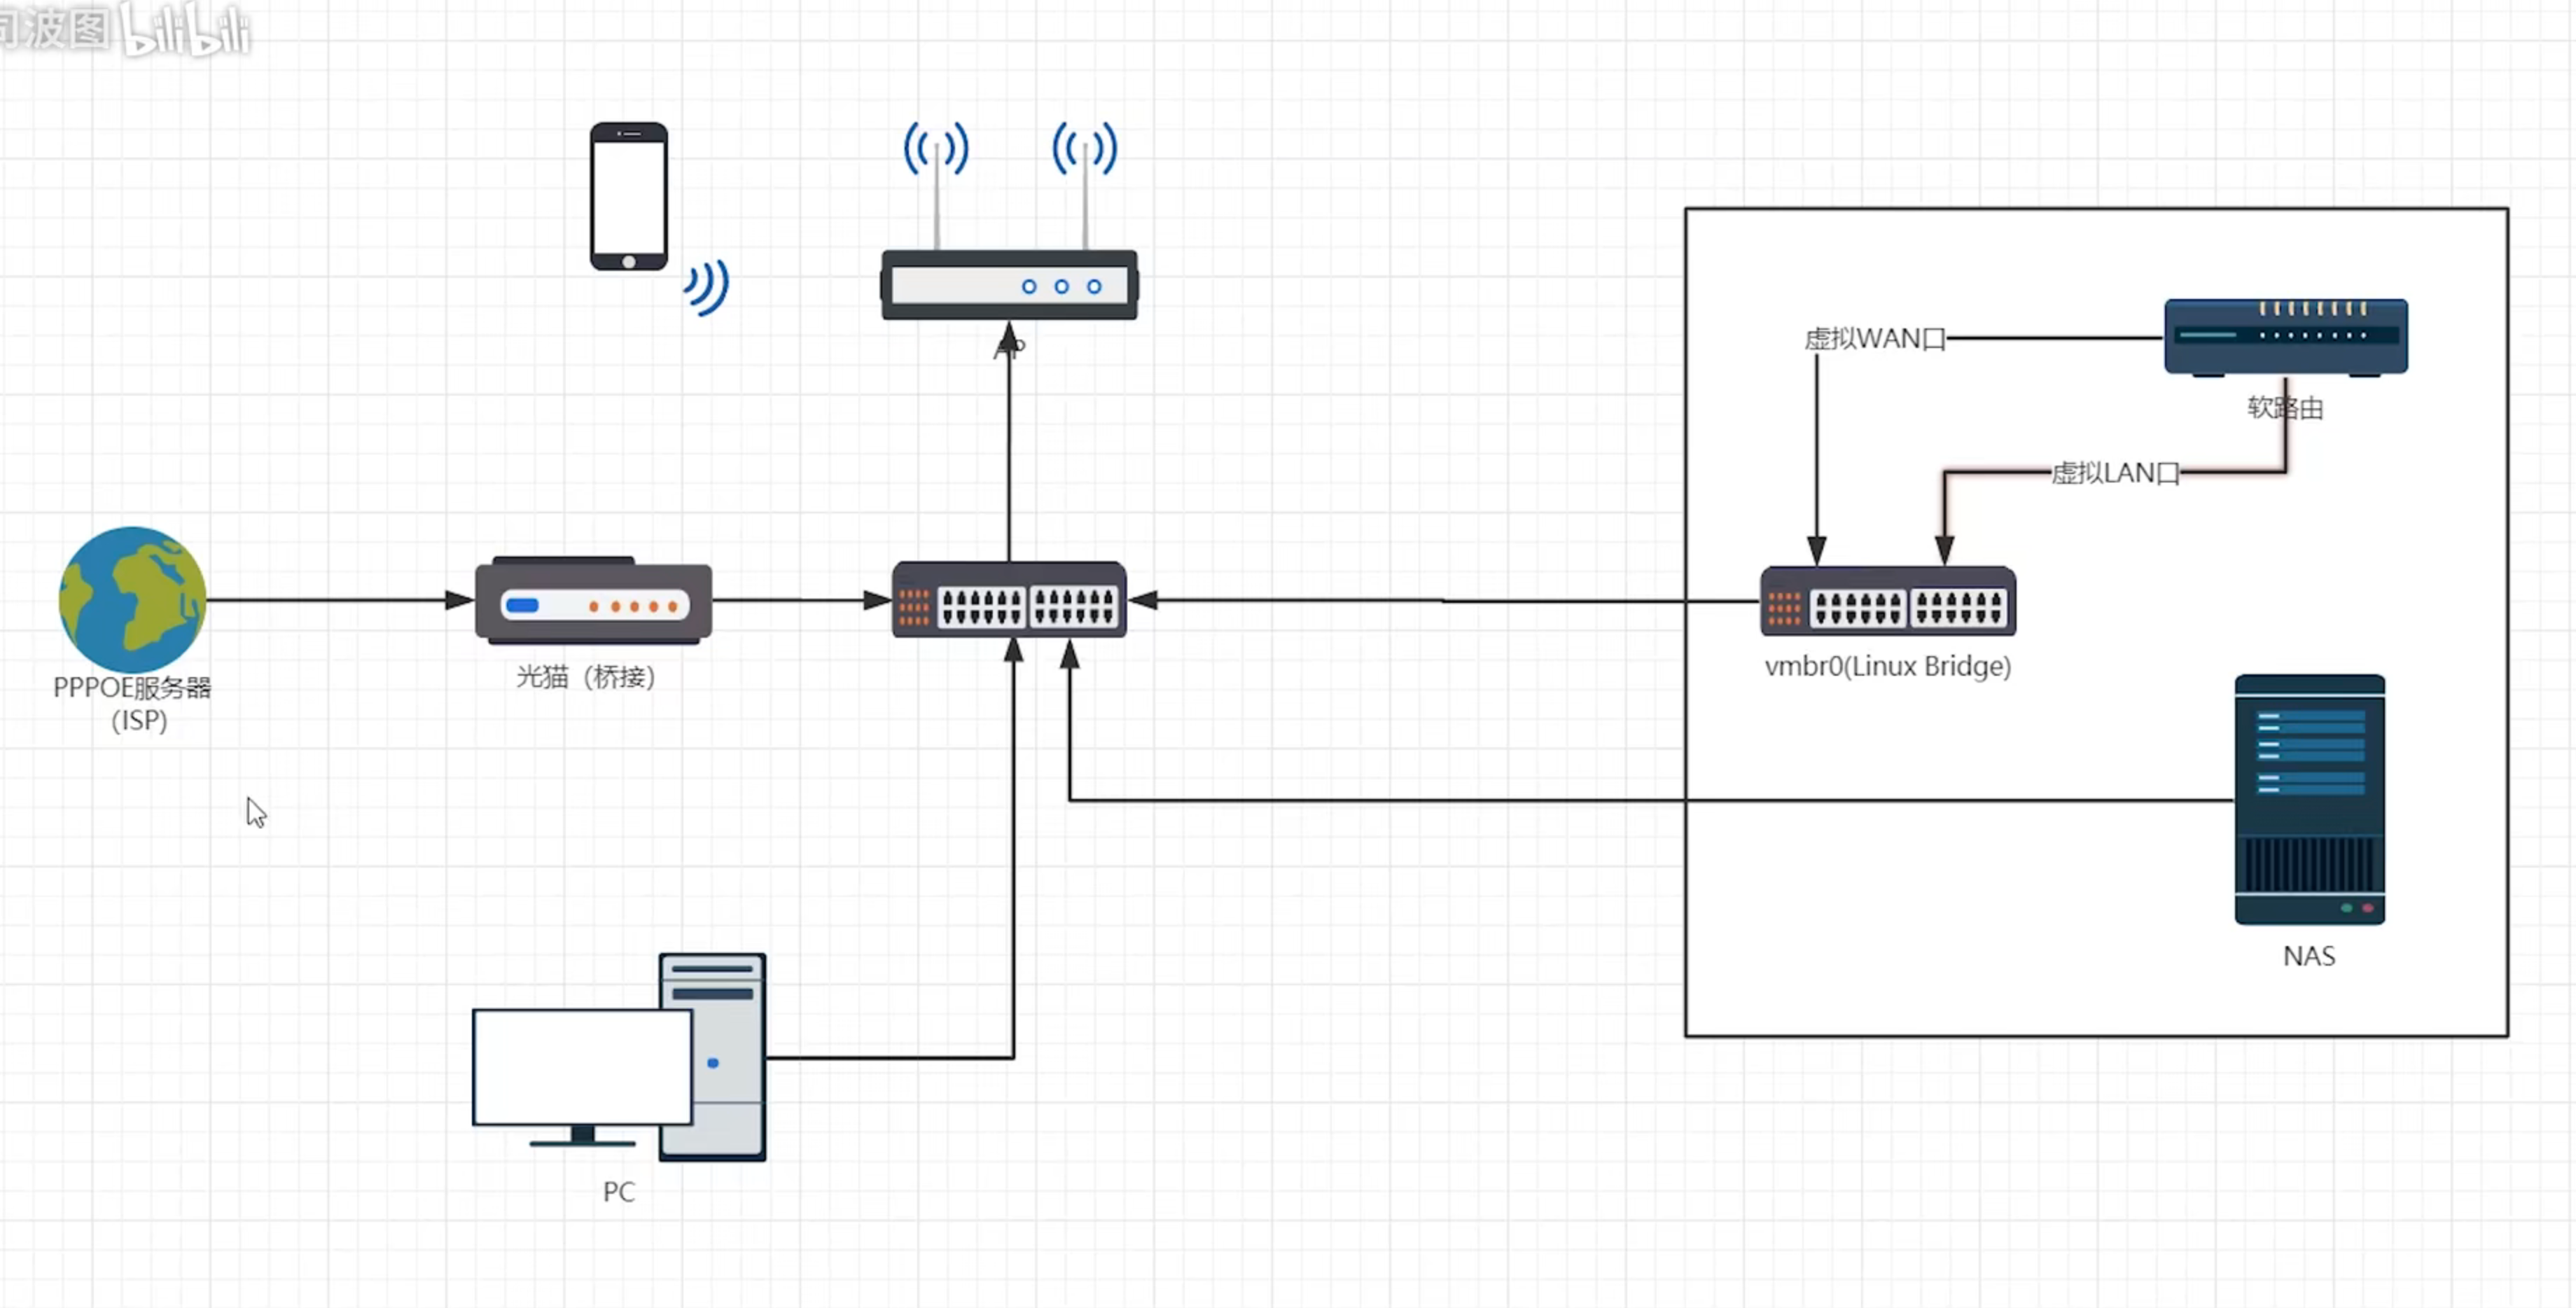 司波图 bilibili
AP
虚拟WAN口
软路由
虚拟LAN口
PPPOE服务器
(ISP)
光猫（桥接）
vmbr0(Linux Bridge)
NAS
PC